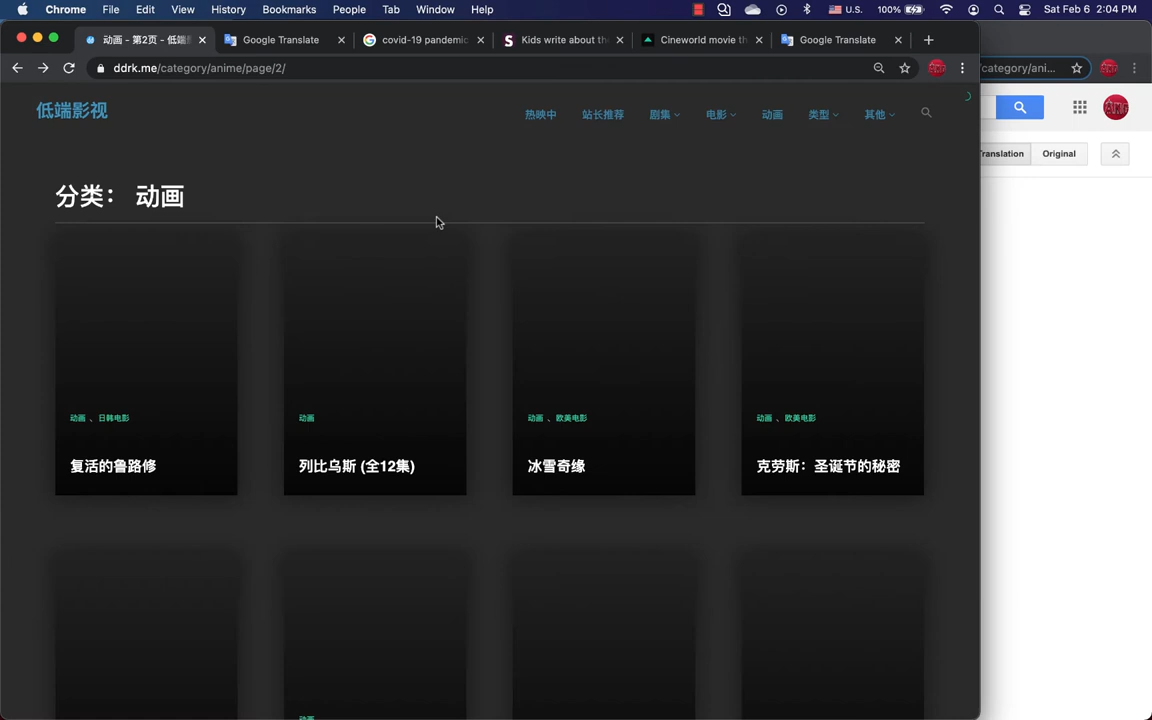 Chrome File Edit View History Bookmarks People Tab Window Help U.S. 100% Sat Feb 6 2:04 PM
动画 - 第2页 - 低端 Google Translate covid-19 pandemic Kids write about the Cineworld movie th Google Translate
ddrk.me/category/anime/page/2/
/category/ani...
低端影视
热映中 站长推荐 剧集 电影 动画 类型 其他
Translation Original
分类： 动画
动画 、日韩电影
动画
动画 、欧美电影
动画 、欧美电影
复活的鲁路修
列比乌斯 (全12集)
冰雪奇缘
克劳斯：圣诞节的秘密
动画